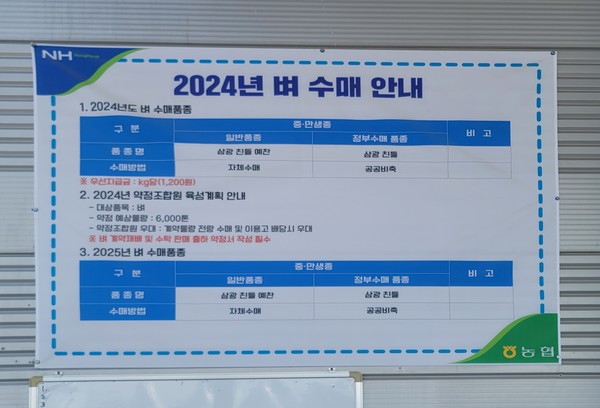 NH
2024년 벼 수매 안내
1. 2024년도 벼 수매품종
구 분 중·만생종 비 고
일반품종 정부수매 품종
품 종 명 삼광 친들 예찬 삼광 친들
수매방법 자체수매 공공비축
※ 우선지급금 : kg당(1,200원)
2. 2024년 약정조합원 육성계획 안내
- 대상품목 : 벼
- 약정 예상물량 : 6,000톤
- 약정조합원 우대 : 계약물량 전량 수매 및 이용고 배당시 우대
※ 벼 계약재배 및 수탁 판매 출하 약정서 작성 필수
3. 2025년 벼 수매품종
구 분 중·만생종 비 고
일반품종 정부수매 품종
품 종 명 삼광 친들 예찬 삼광 친들
수매방법 자체수매 공공비축
농협